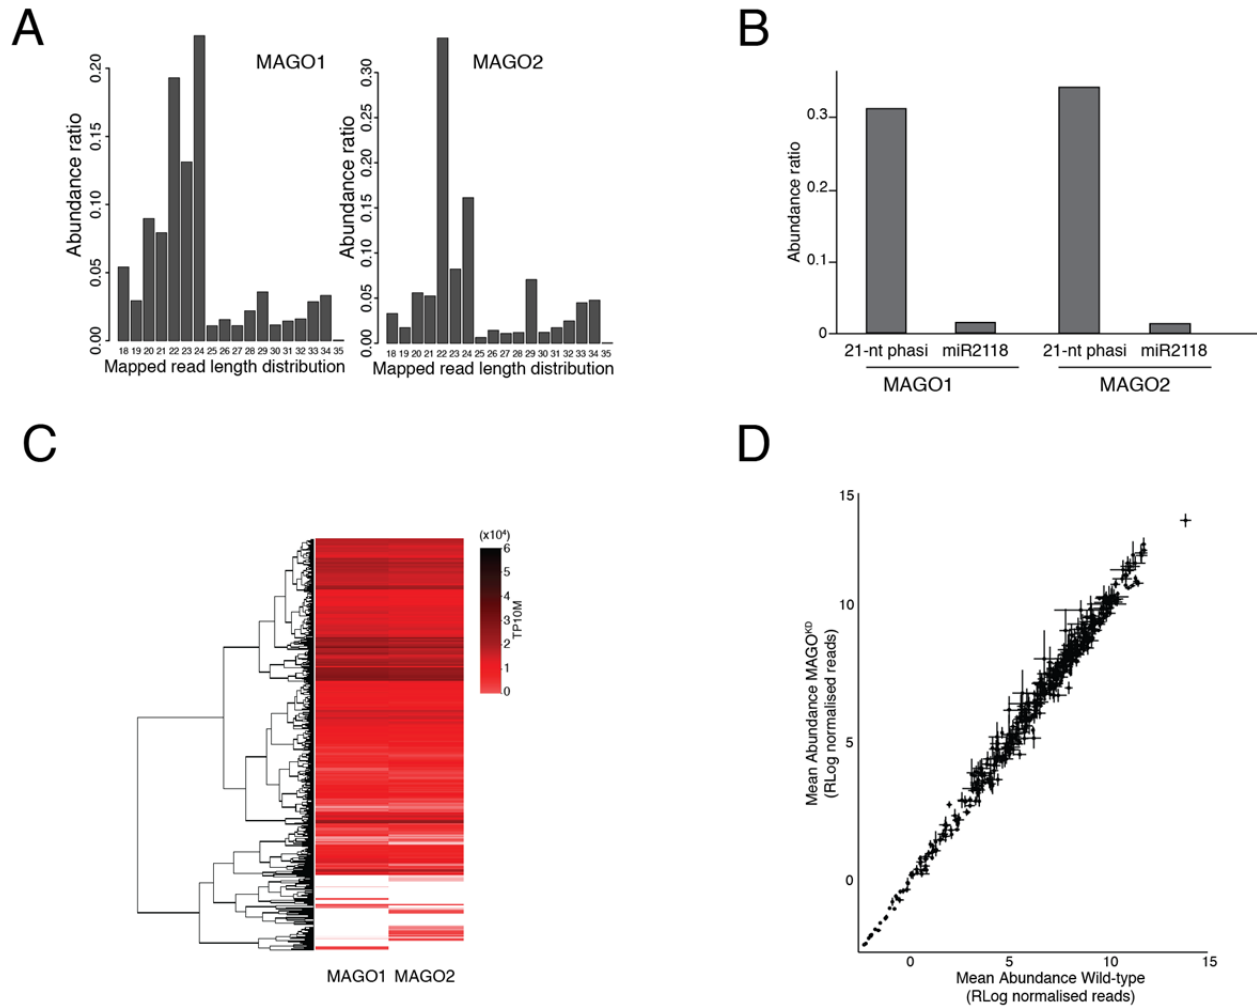 A
MAGO1
Abundance ratio
0.00 0.05 0.10 0.15 0.20
18 19 20 21 22 23 24 25 26 27 28 29 30 31 32 33 34 35
Mapped read length distribution
MAGO2
Abundance ratio
0.00 0.05 0.10 0.15 0.20 0.25 0.30
18 19 20 21 22 23 24 25 26 27 28 29 30 31 32 33 34 35
Mapped read length distribution
B
Abundance ratio
0.3
0.2
0.1
0
21-nt phasi miR2118 21-nt phasi miR2118
MAGO1 MAGO2
C
(x10⁴)
6
5
4
3
2
1
0
TP10M
MAGO1 MAGO2
D
Mean Abundance MAGOᴷᴰ
(RLog normalised reads)
15
10
5
0
0 5 10 15
Mean Abundance Wild-type
(RLog normalised reads)